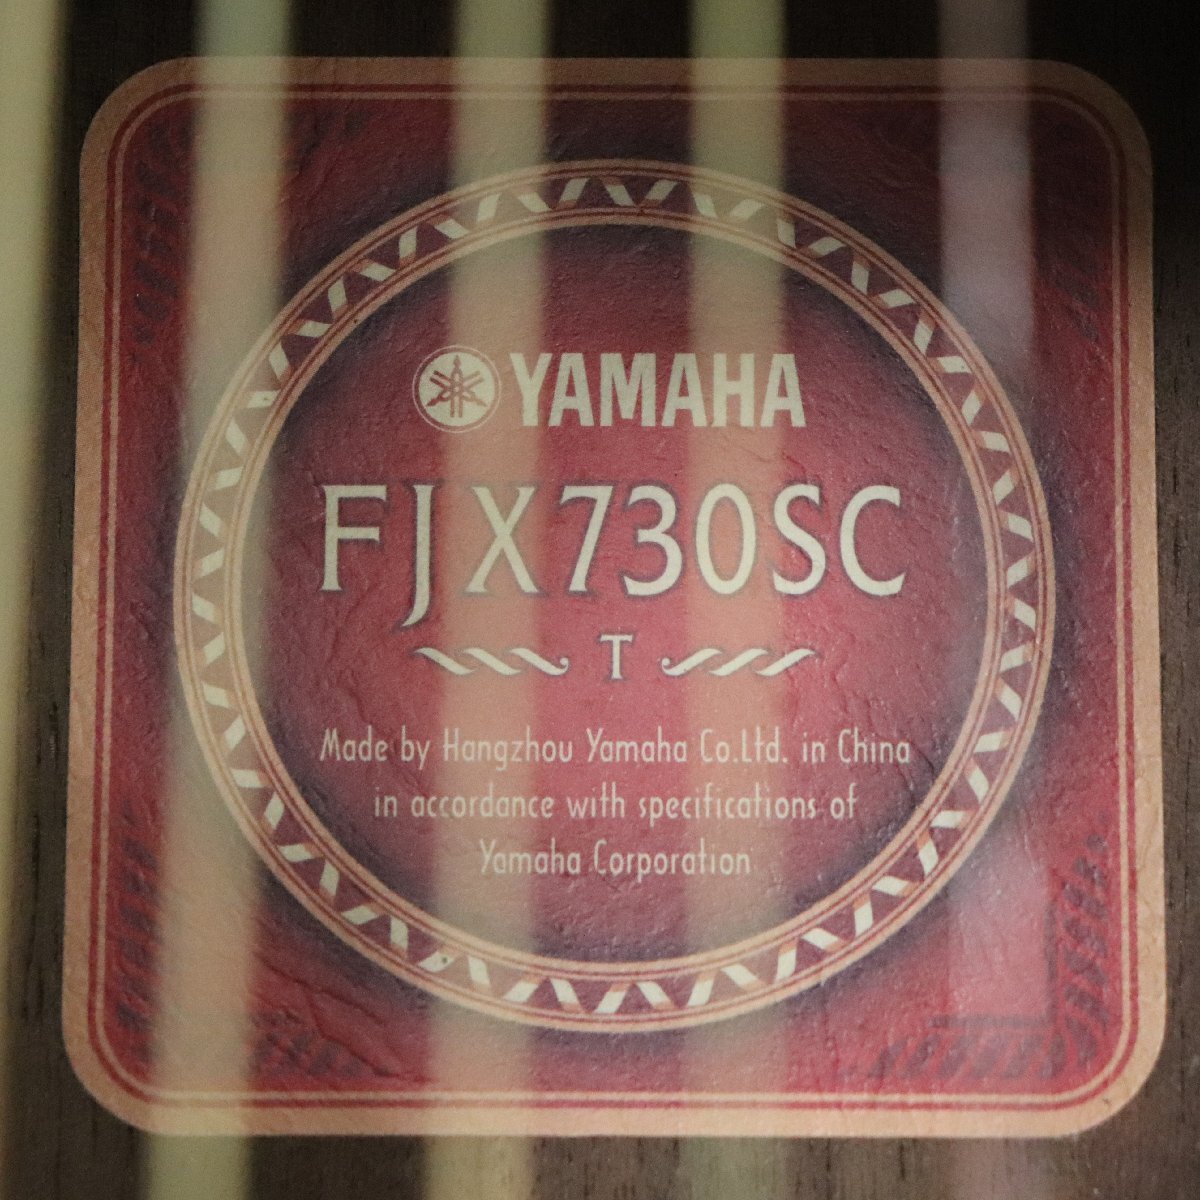 YAMAHA
FJX730SC
T
Made by Hangzhou Yamaha Co.Ltd. in China
in accordance with specifications of
Yamaha Corporation